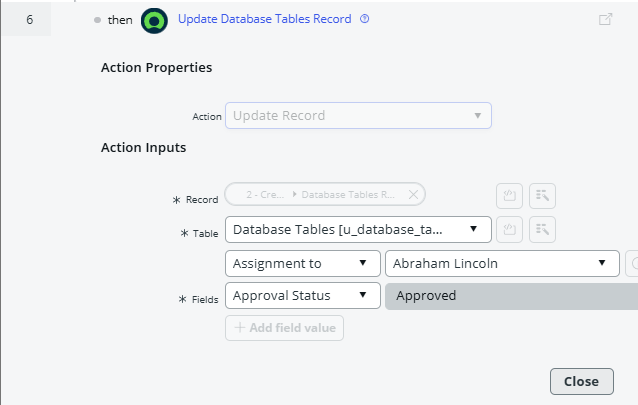 6 then Update Database Tables Record
Action Properties
Action Update Record
Action Inputs
* Record 2 - Cre... Database Tables R...
* Table Database Tables [u_database_ta...
Assignment to Abraham Lincoln
* Fields Approval Status Approved
+ Add field value
Close